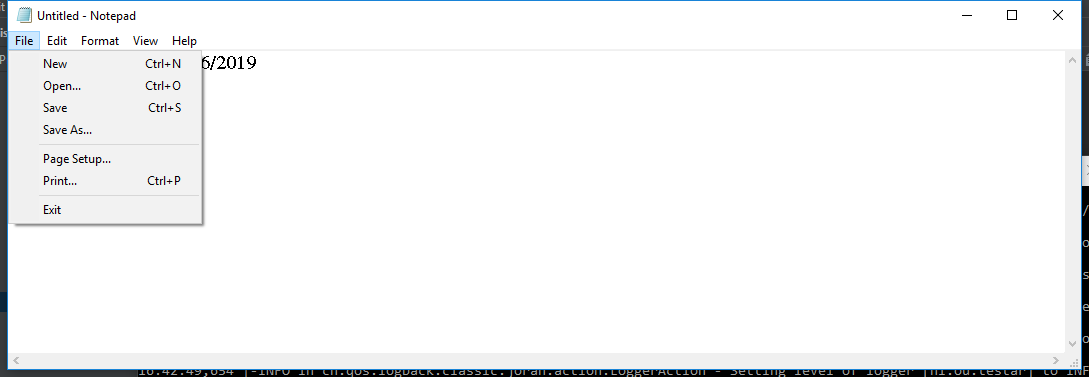 Untitled - Notepad
File Edit Format View Help
6/2019
New Ctrl+N
Open... Ctrl+O
Save Ctrl+S
Save As...
Page Setup...
Print... Ctrl+P
Exit
16:42:49,654 |-INFO in ch.qos.logback.classic.joran.action.LoggerAction - Setting level of logger [nl.ou.testar] to INF